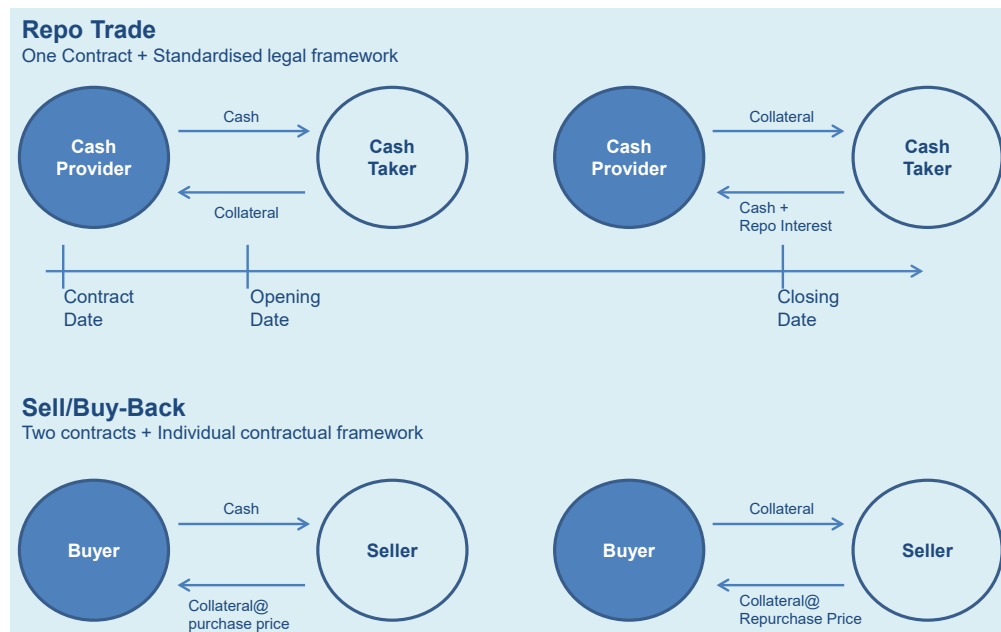 Repo Trade
One Contract + Standardised legal framework
Cash
Provider
Cash
Collateral
Cash
Taker
Cash
Provider
Collateral
Cash +
Repo Interest
Cash
Taker
Contract
Date
Opening
Date
Closing
Date
Sell/Buy-Back
Two contracts + Individual contractual framework
Buyer
Cash
Collateral@
purchase price
Seller
Buyer
Collateral
Collateral@
Repurchase Price
Seller